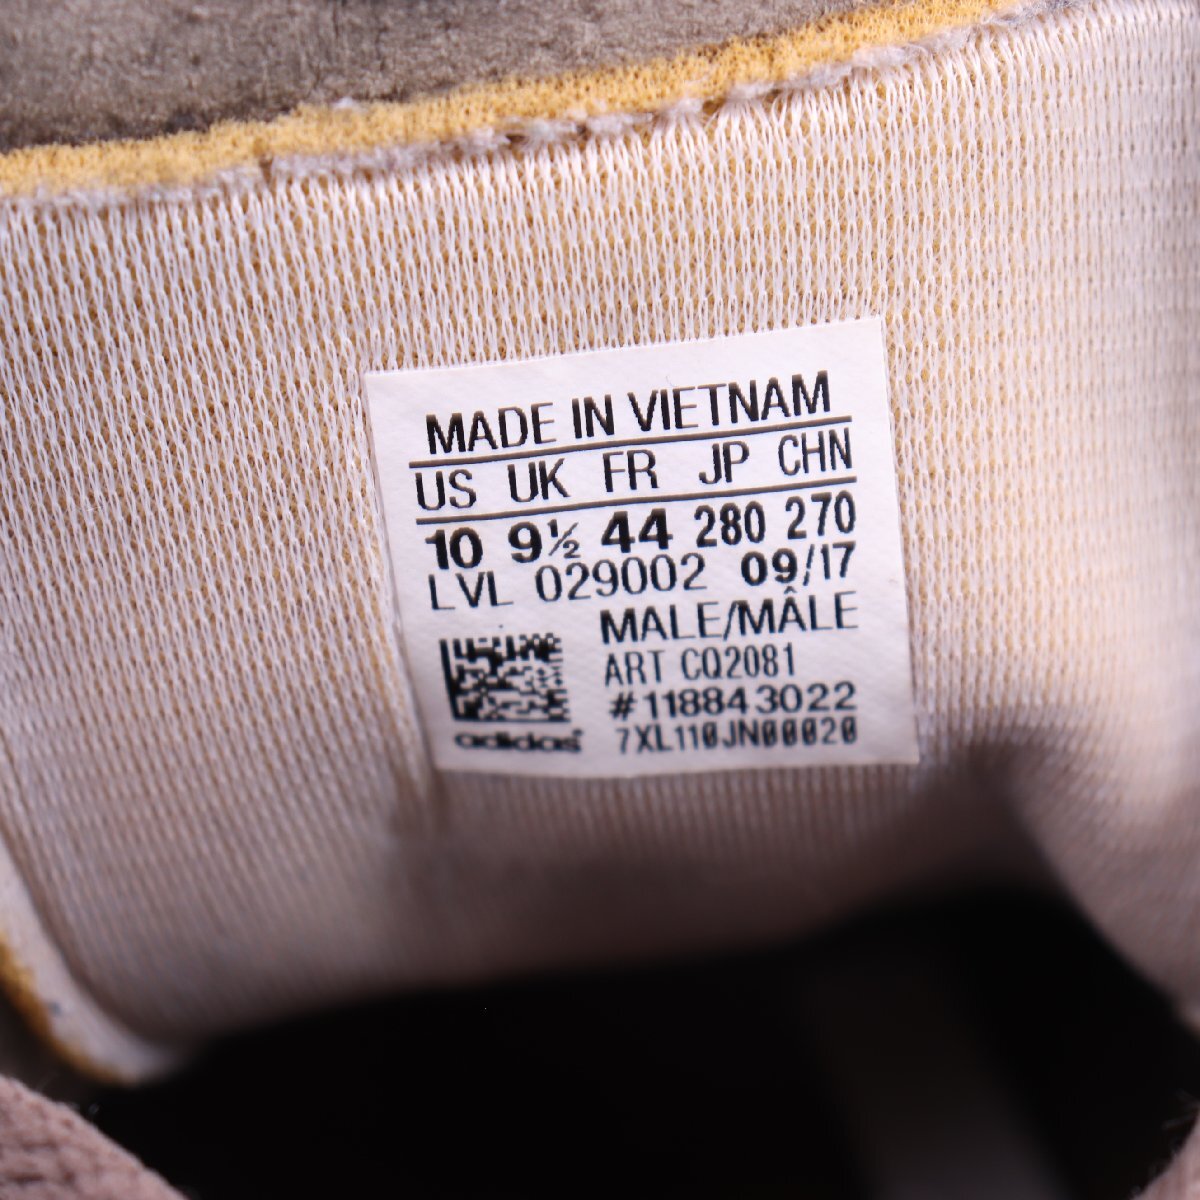 MADE IN VIETNAM
US UK FR JP CHN
10 9½ 44 280 270
LVL 029002 09/17
MALE/MÂLE
ART CQ2081
#118843022
adidas 7XL110JN00020